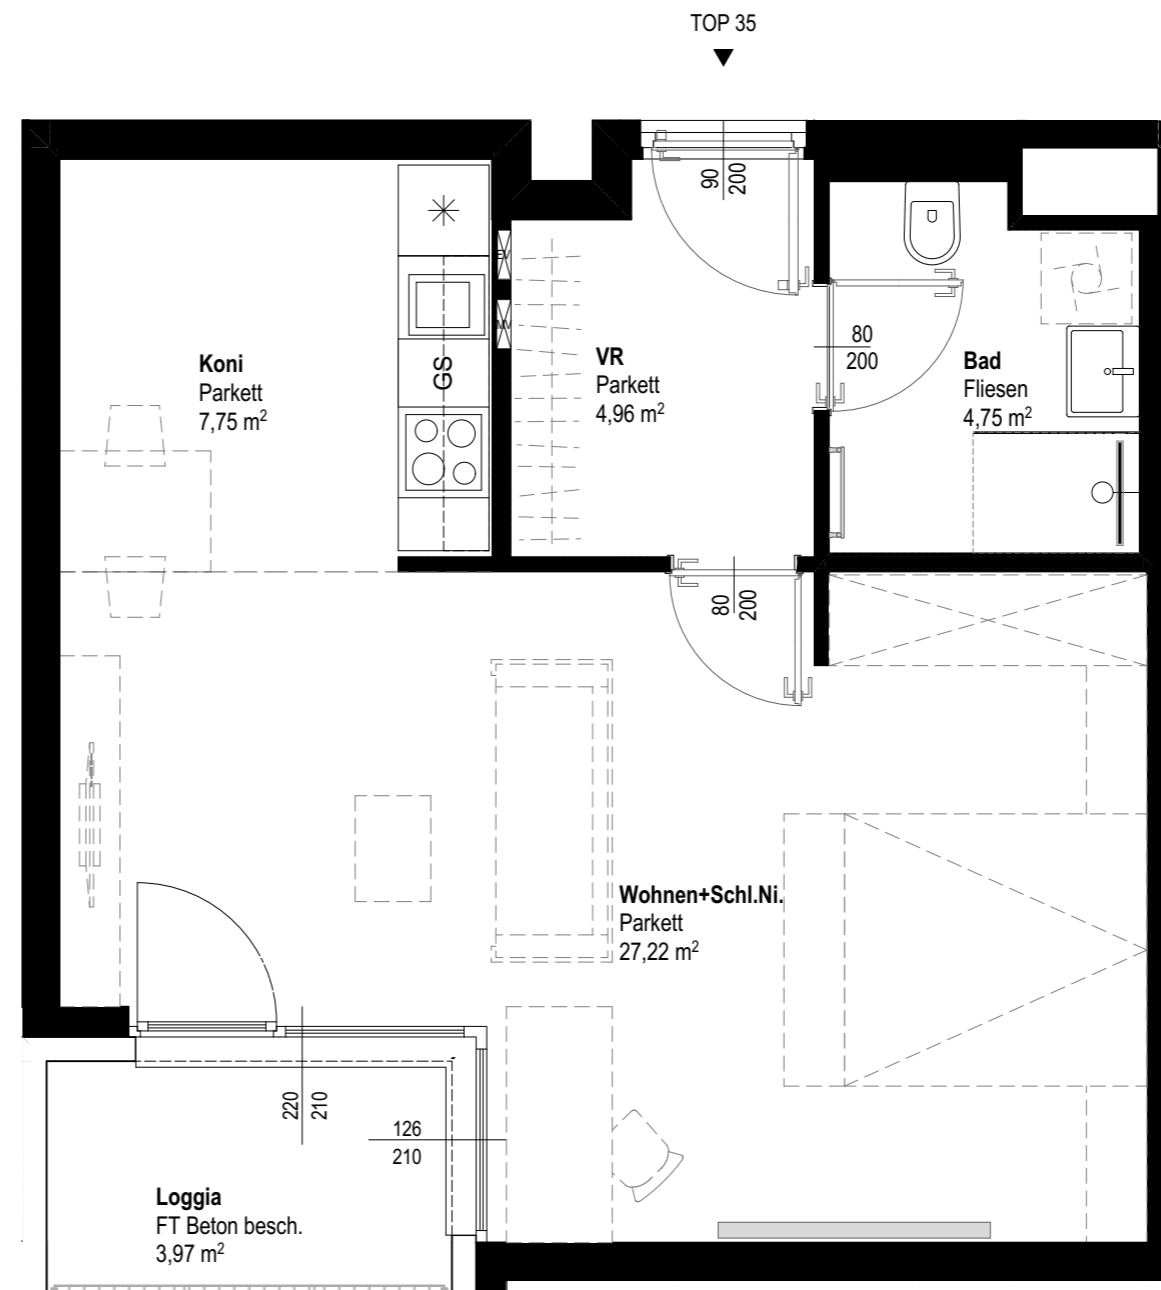 TOP 35
90
200
Koni
Parkett
7,75 m²
GS
VR
Parkett
4,96 m²
80
200
Bad
Fliesen
4,75 m²
80
200
Wohnen+Schl.Ni.
Parkett
27,22 m²
220
210
126
210
Loggia
FT Beton besch.
3,97 m²